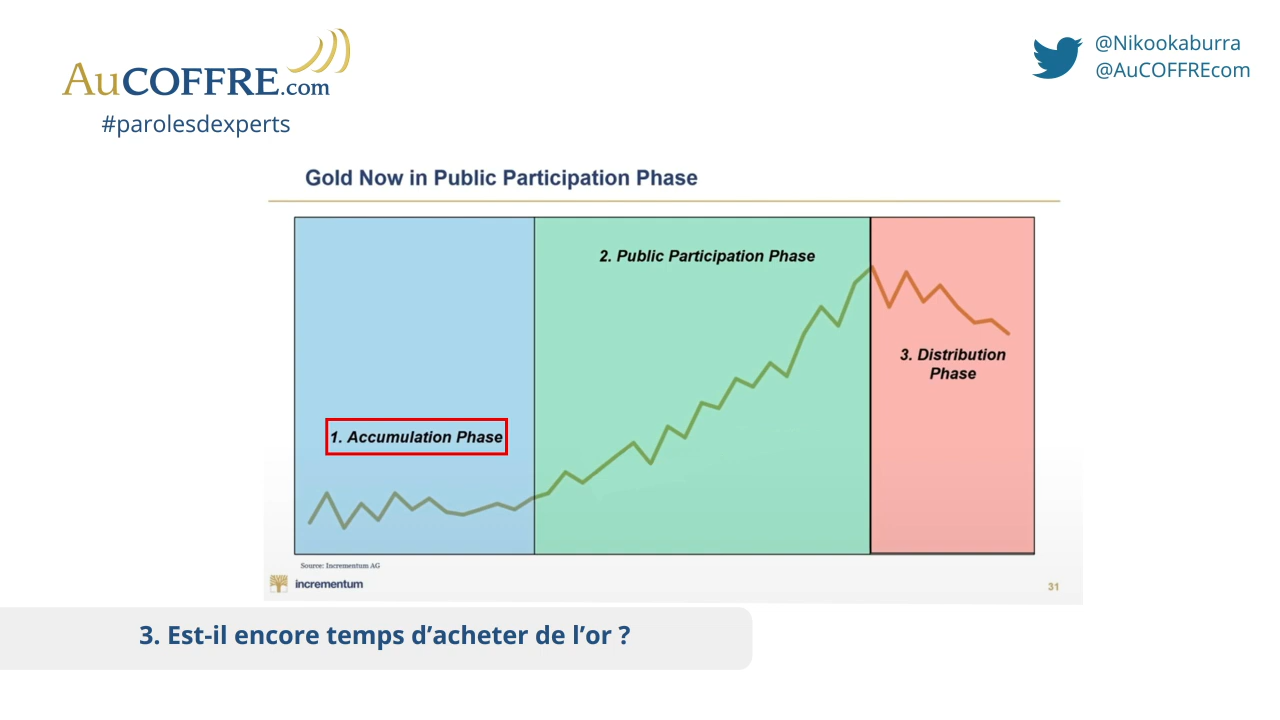 AuCOFFRE.com
#parolesdexperts
@Nikookaburra
@AuCOFFREcom
Gold Now in Public Participation Phase
2. Public Participation Phase
3. Distribution
Phase
1. Accumulation Phase
Source: Incrementum AG
incrementum
31
3. Est-il encore temps d’acheter de l’or ?